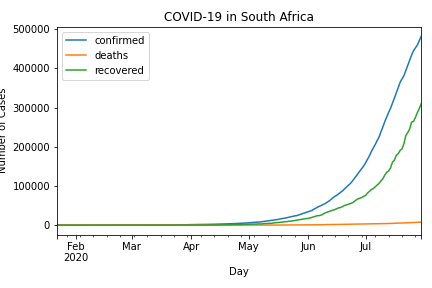 COVID-19 in South Africa
500000
400000
300000
200000
100000
0
Number of Cases
confirmed
deaths
recovered
Feb
2020
Mar
Apr
May
Jun
Jul
Day